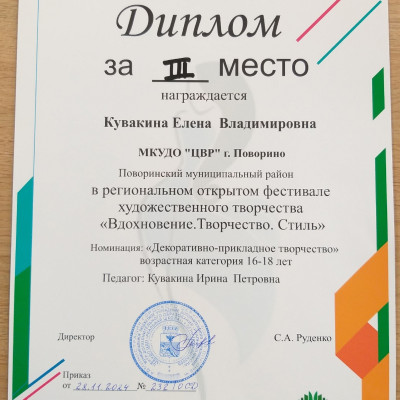 Диплом
за III место
награждается
Кувакина Елена Владимировна
МКУДО "ЦВР" г. Поворино
Поворинский муниципальный район
в региональном открытом фестивале
художественного творчества
«Вдохновение.Творчество. Стиль»
Номинация: «Декоративно-прикладное творчество»
возрастная категория 16-18 лет
Педагог: Кувакина Ирина Петровна
Директор С.А. Руденко
Приказ
от 28.11.2024 № 232/ООО